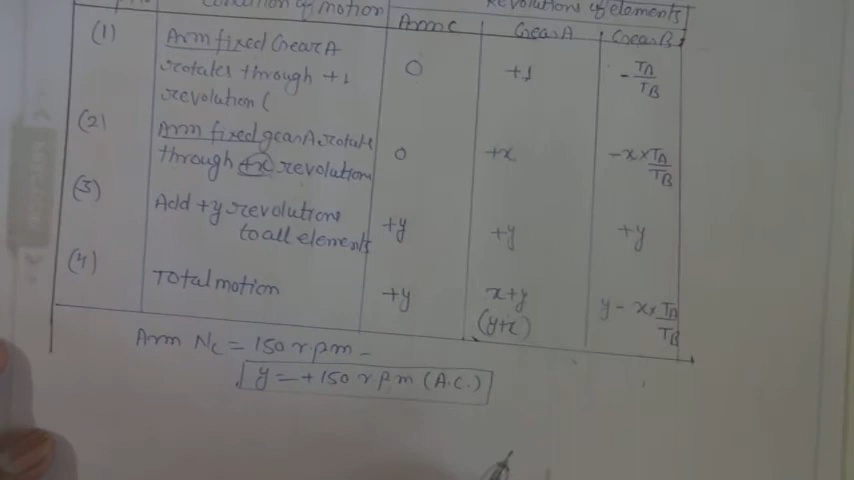 Condition of motion
Revolutions of elements
Arm C
Gear A
Gear B
(1)
Arm fixed Gear A
rotates through +1
revolution (
0
+1
- TA/TB
(2)
Arm fixed gear A rotate
through +x revolution
0
+x
-x × TA/TB
(3)
Add +y revolutions
to all elements
+y
+y
+y
(4)
Total motion
+y
x+y
(y+x)
y - x × TA/TB
Arm NC = 150 r.p.m -
y = +150 r.p.m (A.C.)